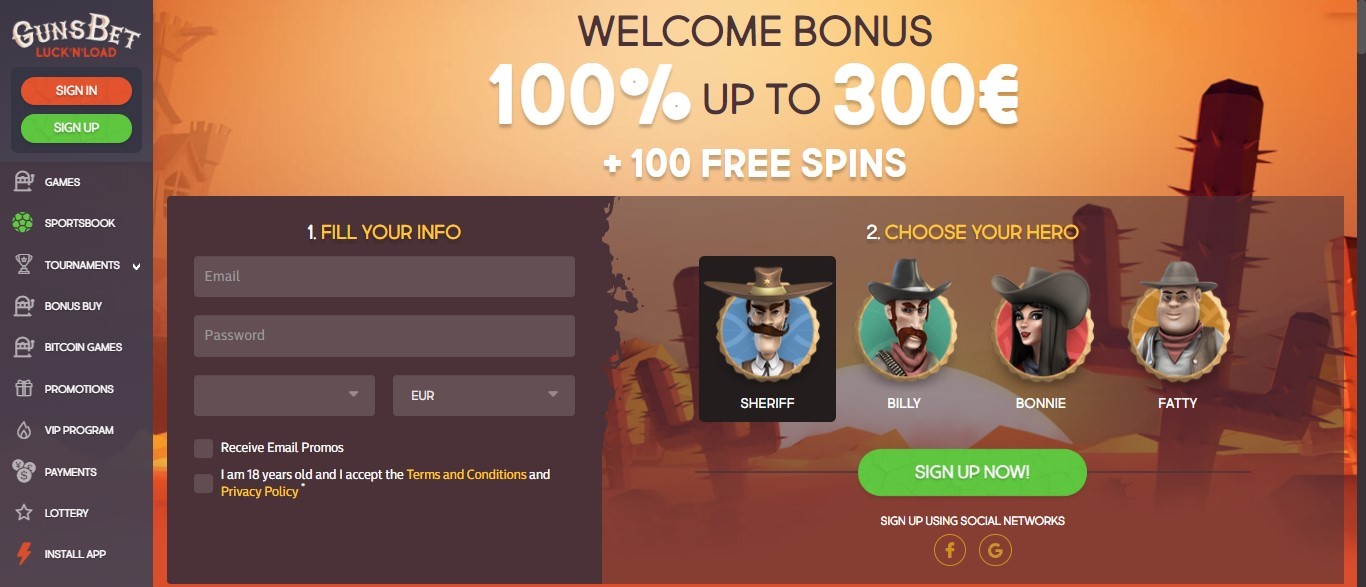 GUNSBET
LUCK'N'LOAD
SIGN IN
SIGN UP
GAMES
SPORTSBOOK
TOURNAMENTS
BONUS BUY
BITCOIN GAMES
PROMOTIONS
VIP PROGRAM
PAYMENTS
LOTTERY
INSTALL APP
WELCOME BONUS
100% UP TO 300€
+ 100 FREE SPINS
1. FILL YOUR INFO
Email
Password
EUR
Receive Email Promos
I am 18 years old and I accept the Terms and Conditions and
Privacy Policy *
2. CHOOSE YOUR HERO
SHERIFF
BILLY
BONNIE
FATTY
SIGN UP NOW!
SIGN UP USING SOCIAL NETWORKS
f G